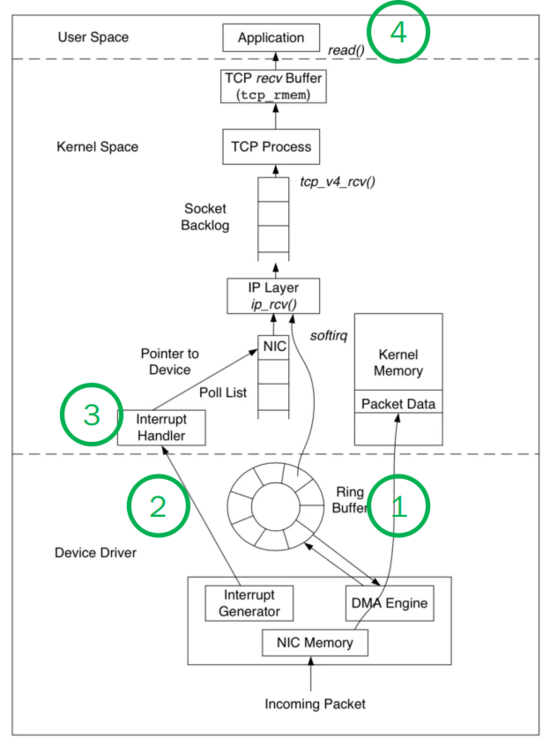 User Space
Application
4
read()
TCP recv Buffer
(tcp_rmem)
Kernel Space
TCP Process
tcp_v4_rcv()
Socket
Backlog
IP Layer
ip_rcv()
softirq
NIC
Pointer to
Device
Kernel
Memory
Poll List
Packet Data
3
Interrupt
Handler
2
Ring
Buffer
1
Device Driver
Interrupt
Generator
DMA Engine
NIC Memory
Incoming Packet